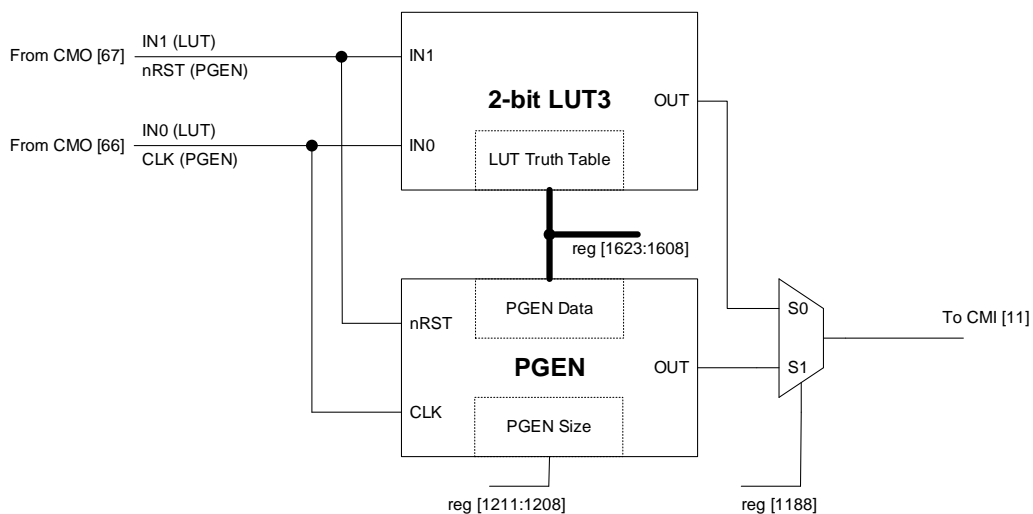 From CMO [67]
IN1 (LUT)
nRST (PGEN)
From CMO [66]
IN0 (LUT)
CLK (PGEN)
IN1
IN0
2-bit LUT3
OUT
LUT Truth Table
reg [1623:1608]
PGEN Data
nRST
PGEN
OUT
CLK
PGEN Size
reg [1211:1208]
S0
S1
To CMI [11]
reg [1188]